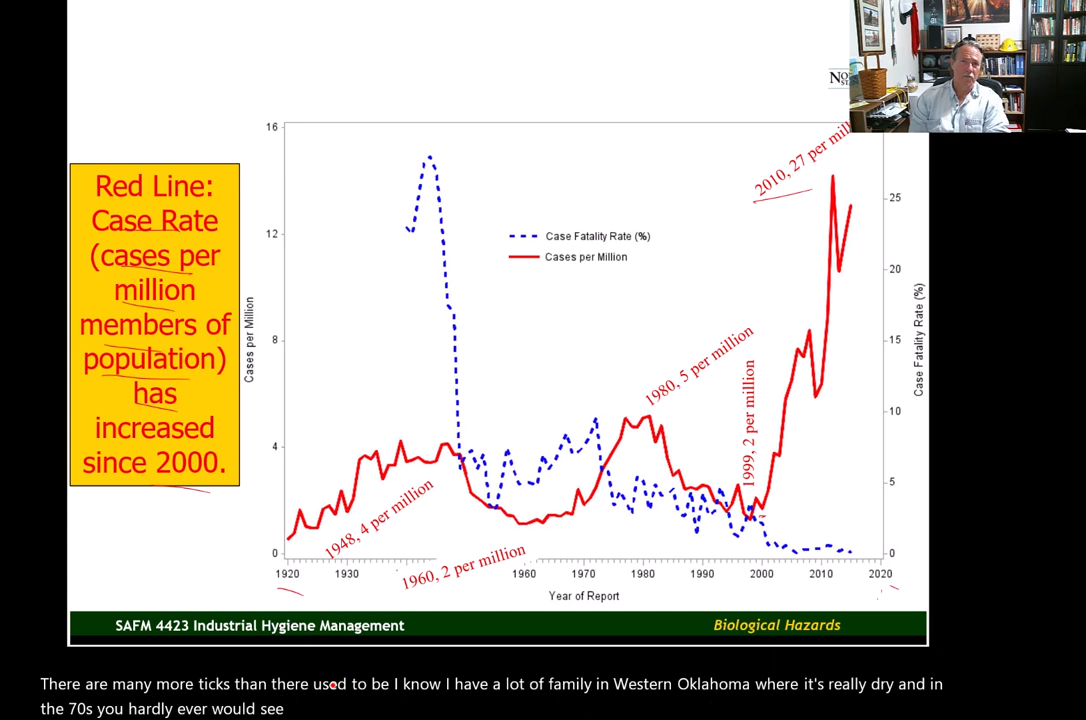 No
16
2010, 27 per mil
Red Line:
Case Rate
(cases per
million
members of
population)
has
increased
since 2000.
25
12
Case Fatality Rate (%)
Cases per Million
20
8
15
1980, 5 per million
1999, 2 per million
10
4
5
1948, 4 per million
0
0
1960, 2 per million
Cases per Million
Case Fatality Rate (%)
1920 1930 1960 1970 1980 1990 2000 2010 2020
Year of Report
SAFM 4423 Industrial Hygiene Management Biological Hazards
There are many more ticks than there used to be I know I have a lot of family in Western Oklahoma where it's really dry and in
the 70s you hardly ever would see